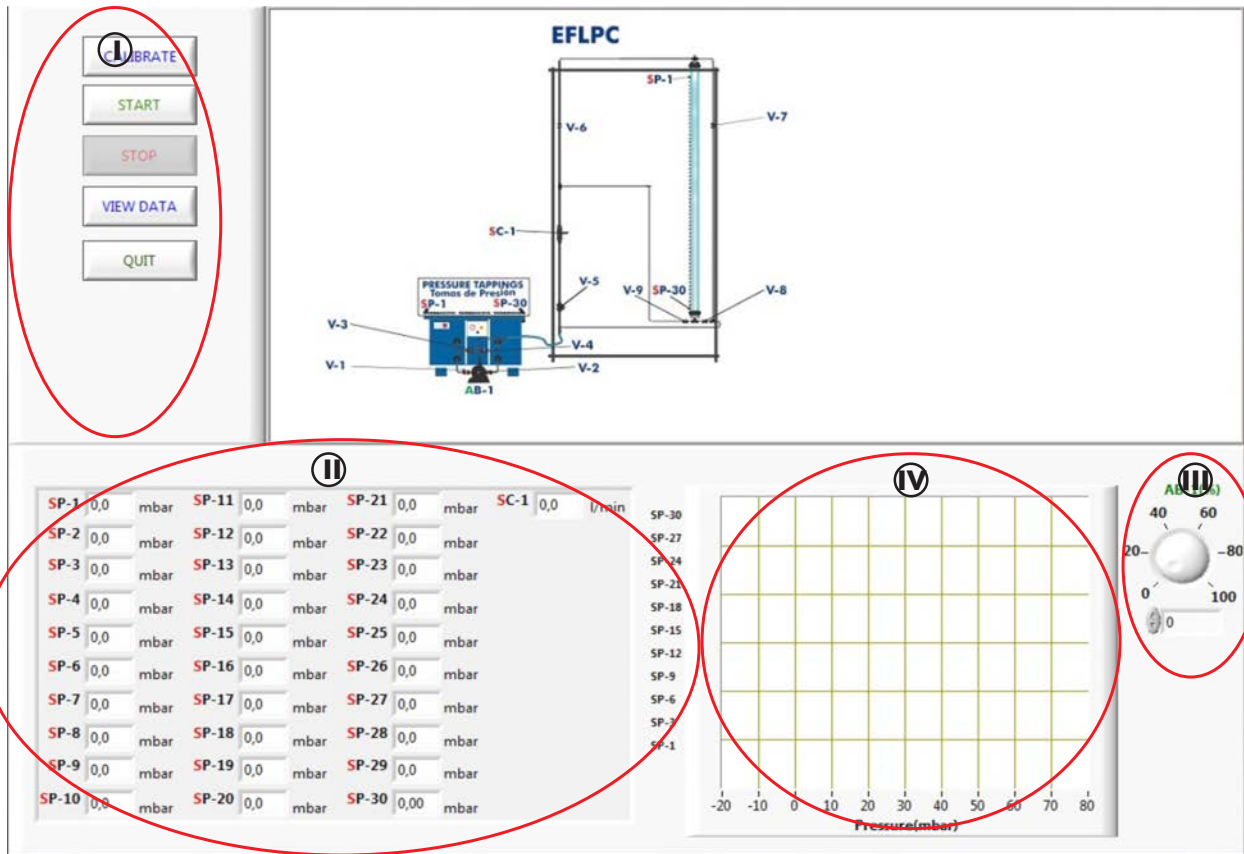 I
CALIBRATE
START
STOP
VIEW DATA
QUIT
EFLPC
SP-1
V-6
V-7
SC-1
V-5
V-9 SP-30 V-8
PRESSURE TAPPINGS
Tomas de Presión
SP-1 SP-30
V-3
V-4
V-1
V-2
AB-1
II
SP-1 0,0 mbar SP-11 0,0 mbar SP-21 0,0 mbar SC-1 0,0 l/min
SP-2 0,0 mbar SP-12 0,0 mbar SP-22 0,0 mbar
SP-3 0,0 mbar SP-13 0,0 mbar SP-23 0,0 mbar
SP-4 0,0 mbar SP-14 0,0 mbar SP-24 0,0 mbar
SP-5 0,0 mbar SP-15 0,0 mbar SP-25 0,0 mbar
SP-6 0,0 mbar SP-16 0,0 mbar SP-26 0,0 mbar
SP-7 0,0 mbar SP-17 0,0 mbar SP-27 0,0 mbar
SP-8 0,0 mbar SP-18 0,0 mbar SP-28 0,0 mbar
SP-9 0,0 mbar SP-19 0,0 mbar SP-29 0,0 mbar
SP-10 0,0 mbar SP-20 0,0 mbar SP-30 0,00 mbar
IV
SP-30
SP-27
SP-24
SP-21
SP-18
SP-15
SP-12
SP-9
SP-6
SP-3
SP-1
-20 -10 0 10 20 30 40 50 60 70 80
Pressure(mbar)
III
AB-1(%)
40 60
20 80
0 100
0